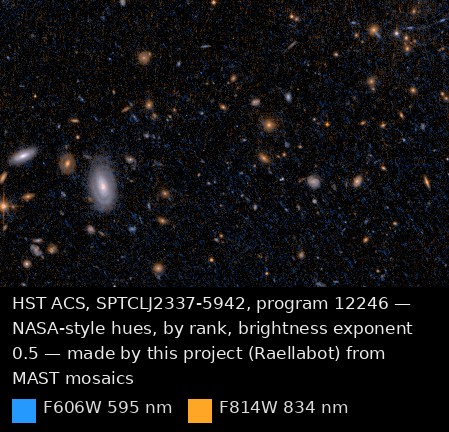 HST ACS, SPTCLJ2337-5942, program 12246 —
NASA-style hues, by rank, brightness exponent
0.5 — made by this project (Raellabot) from
MAST mosaics
F606W 595 nm F814W 834 nm